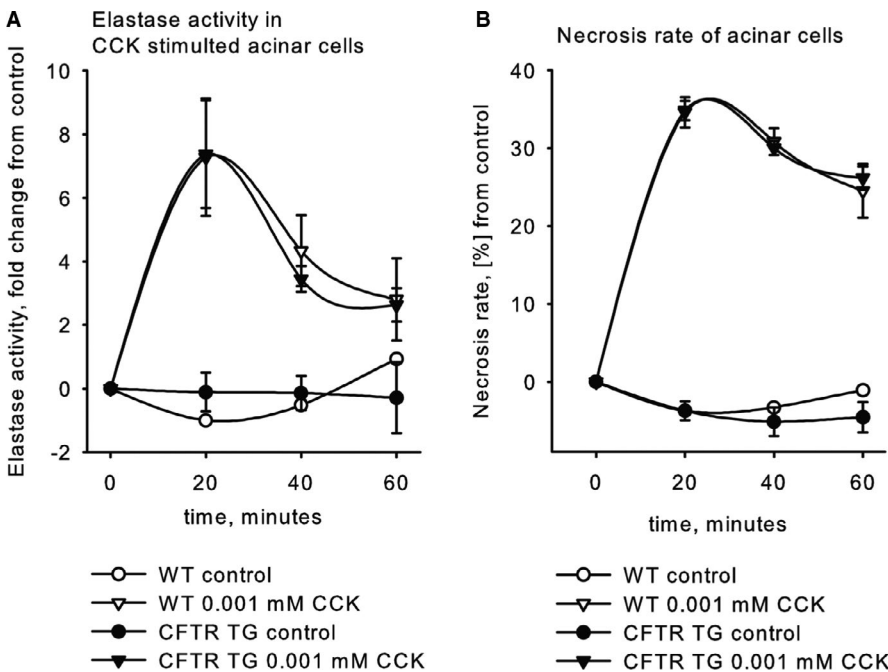 A
Elastase activity in
CCK stimulted acinar cells
Elastase activity, fold change from control
10
8
6
4
2
0
-2
0 20 40 60
time, minutes
WT control
WT 0.001 mM CCK
CFTR TG control
CFTR TG 0.001 mM CCK
B
Necrosis rate of acinar cells
Necrosis rate, [%] from control
40
30
20
10
0
0 20 40 60
time, minutes
WT control
WT 0.001 mM CCK
CFTR TG control
CFTR TG 0.001 mM CCK